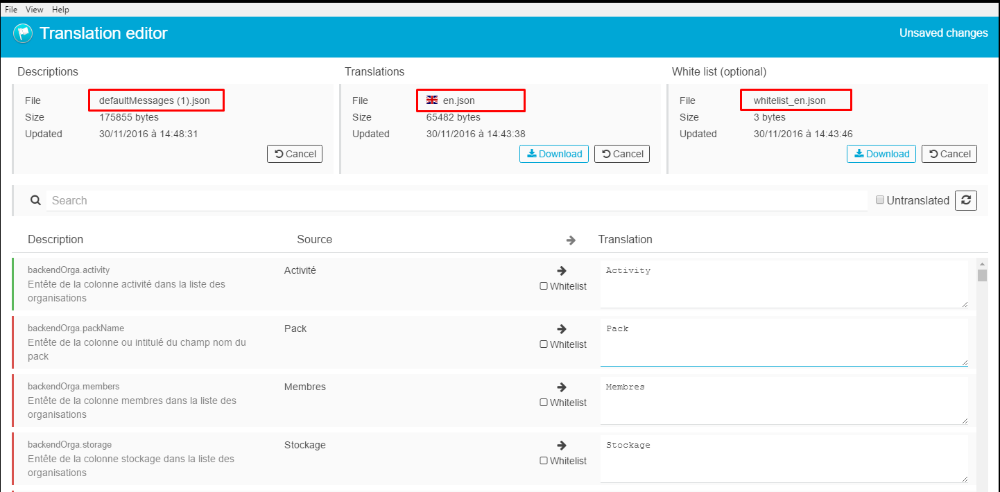 File View Help
Translation editor
Unsaved changes
Descriptions
File defaultMessages (1).json
Size 175855 bytes
Updated 30/11/2016 à 14:48:31
Cancel
Translations
File en.json
Size 65482 bytes
Updated 30/11/2016 à 14:43:38
Download Cancel
White list (optional)
File whitelist_en.json
Size 3 bytes
Updated 30/11/2016 à 14:43:46
Download Cancel
Search
Untranslated
Description Source Translation
backendOrga.activity
Entête de la colonne activité dans la liste des
organisations
Activité
Whitelist
Activity
backendOrga.packName
Entête de la colonne ou intitulé du champ nom du
pack
Pack
Whitelist
Pack
backendOrga.members
Entête de la colonne membres dans la liste des
organisations
Membres
Whitelist
Membres
backendOrga.storage
Entête de la colonne stockage dans la liste des
organisations
Stockage
Whitelist
Stockage